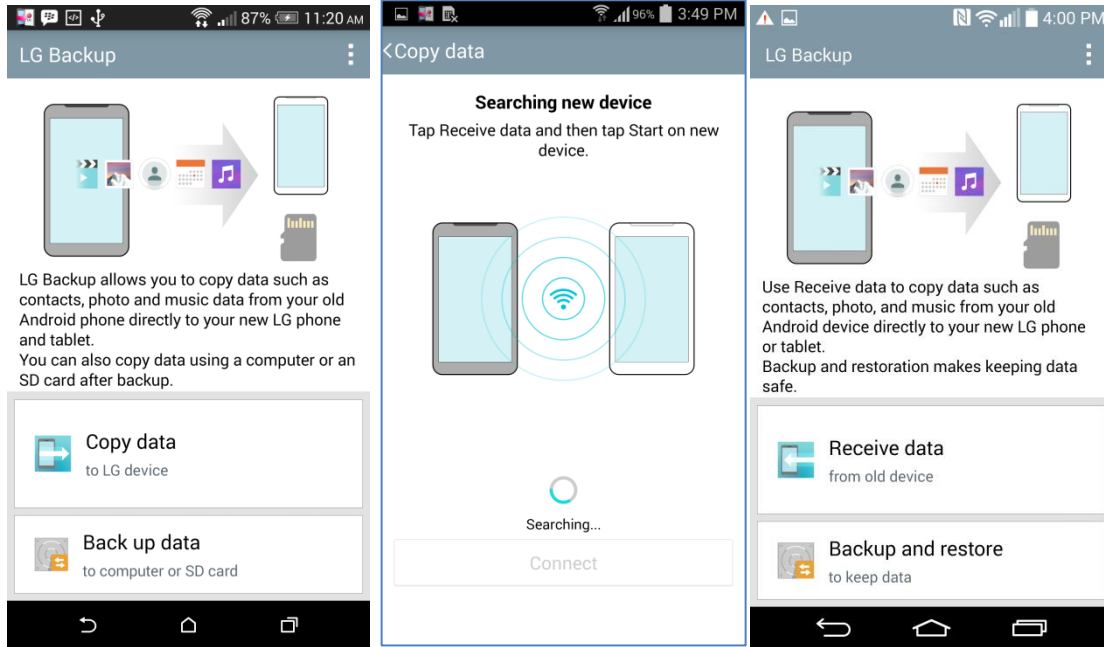 87% 11:20 AM
LG Backup
LG Backup allows you to copy data such as
contacts, photo and music data from your old
Android phone directly to your new LG phone
and tablet.
You can also copy data using a computer or an
SD card after backup.
Copy data
to LG device
Back up data
to computer or SD card
96% 3:49 PM
<Copy data
Searching new device
Tap Receive data and then tap Start on new
device.
Searching...
Connect
4:00 PM
LG Backup
Use Receive data to copy data such as
contacts, photo, and music from your old
Android device directly to your new LG phone
or tablet.
Backup and restoration makes keeping data
safe.
Receive data
from old device
Backup and restore
to keep data